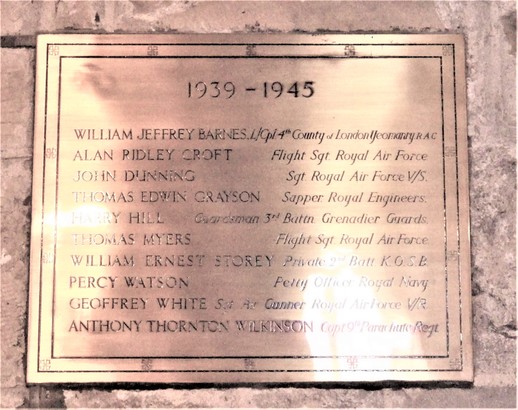 1939 - 1945
WILLIAM JEFFREY BARNES. L/Cpl 4th County of London Yeomanry R.A.C
ALAN RIDLEY CROFT Flight Sgt Royal Air Force
JOHN DUNNING Sgt Royal Air Force V/S.
THOMAS EDWIN GRAYSON Sapper Royal Engineers.
HARRY HILL Guardsman 3rd Battn. Grenadier Guards.
THOMAS MYERS Flight Sgt Royal Air Force
WILLIAM ERNEST STOREY Private 2nd Batt K.O.S.B.
PERCY WATSON Petty Officer Royal Navy
GEOFFREY WHITE Sgt Air Gunner Royal Air Force V/R.
ANTHONY THORNTON WILKINSON Capt 9th Parachute Regt.